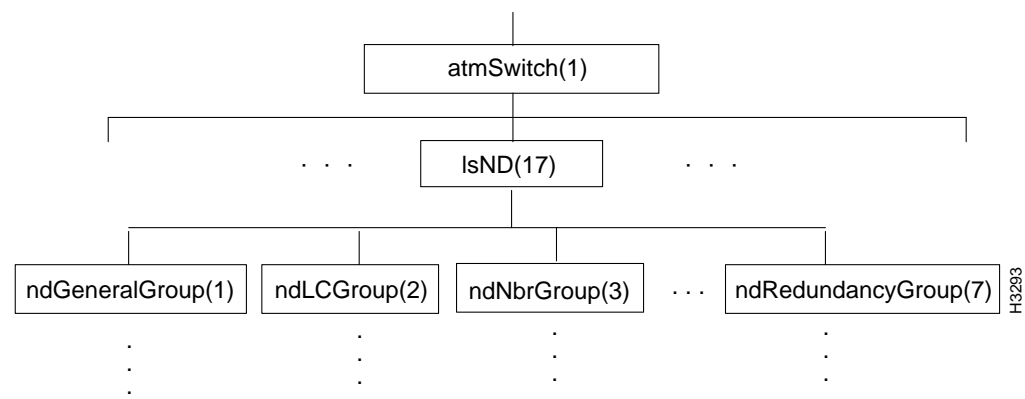 atmSwitch(1)
. . .
lsND(17)
. . .
ndGeneralGroup(1)
ndLCGroup(2)
ndNbrGroup(3)
. . .
ndRedundancyGroup(7)
H3293